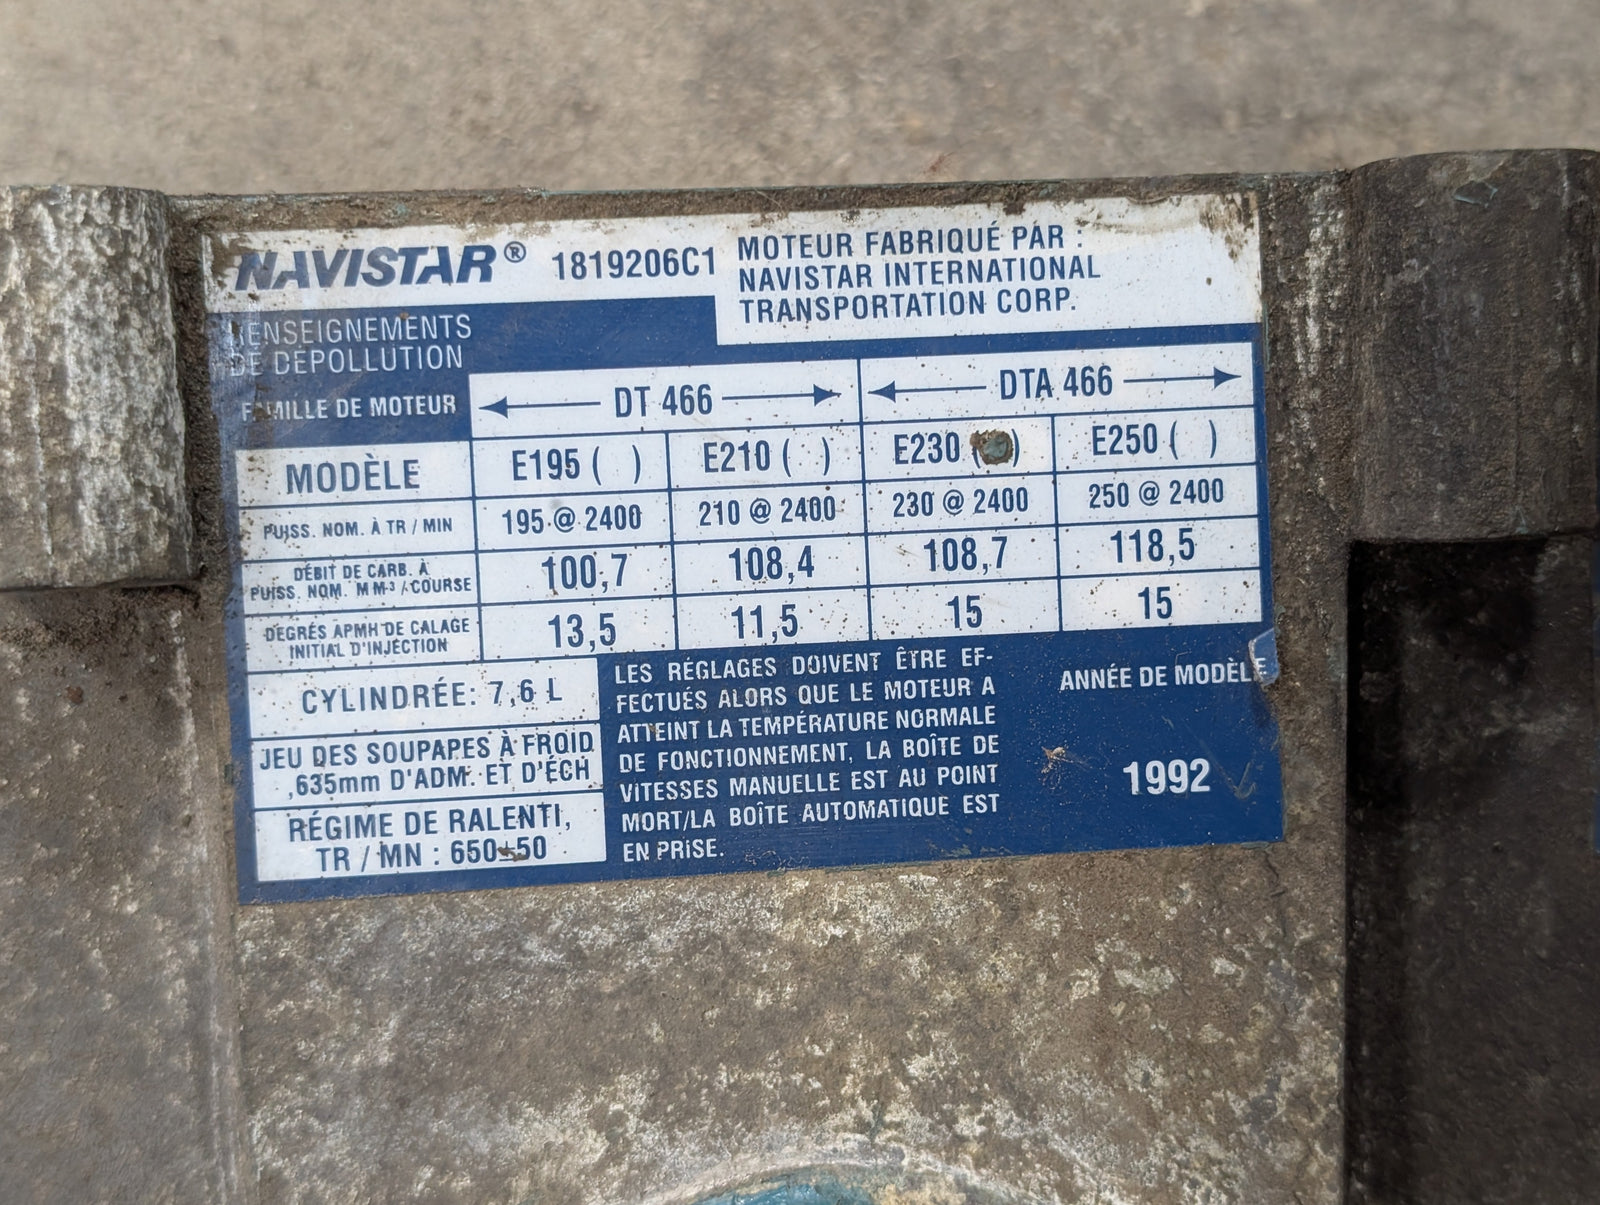 NAVISTAR® 1819206C1
MOTEUR FABRIQUÉ PAR :
NAVISTAR INTERNATIONAL
TRANSPORTATION CORP.
RENSEIGNEMENTS
DE DÉPOLLUTION
FAMILLE DE MOTEUR DT 466 DTA 466
MODÈLE E195 ( ) E210 ( ) E230 ( ) E250 ( )
PUISS. NOM. À TR / MIN 195 @ 2400 210 @ 2400 230 @ 2400 250 @ 2400
DÉBIT DE CARB. À
PUISS. NOM. MM³ / COURSE 100,7 108,4 108,7 118,5
DEGRÉS APMH DE CALAGE
INITIAL D'INJECTION 13,5 11,5 15 15
CYLINDRÉE: 7,6 L
JEU DES SOUPAPES À FROID
,635mm D'ADM. ET D'ÉCH
RÉGIME DE RALENTI,
TR / MN : 650±50
LES RÉGLAGES DOIVENT ÊTRE EF-
FECTUÉS ALORS QUE LE MOTEUR A
ATTEINT LA TEMPÉRATURE NORMALE
DE FONCTIONNEMENT, LA BOÎTE DE
VITESSES MANUELLE EST AU POINT
MORT/LA BOÎTE AUTOMATIQUE EST
EN PRISE.
ANNÉE DE MODÈLE
1992